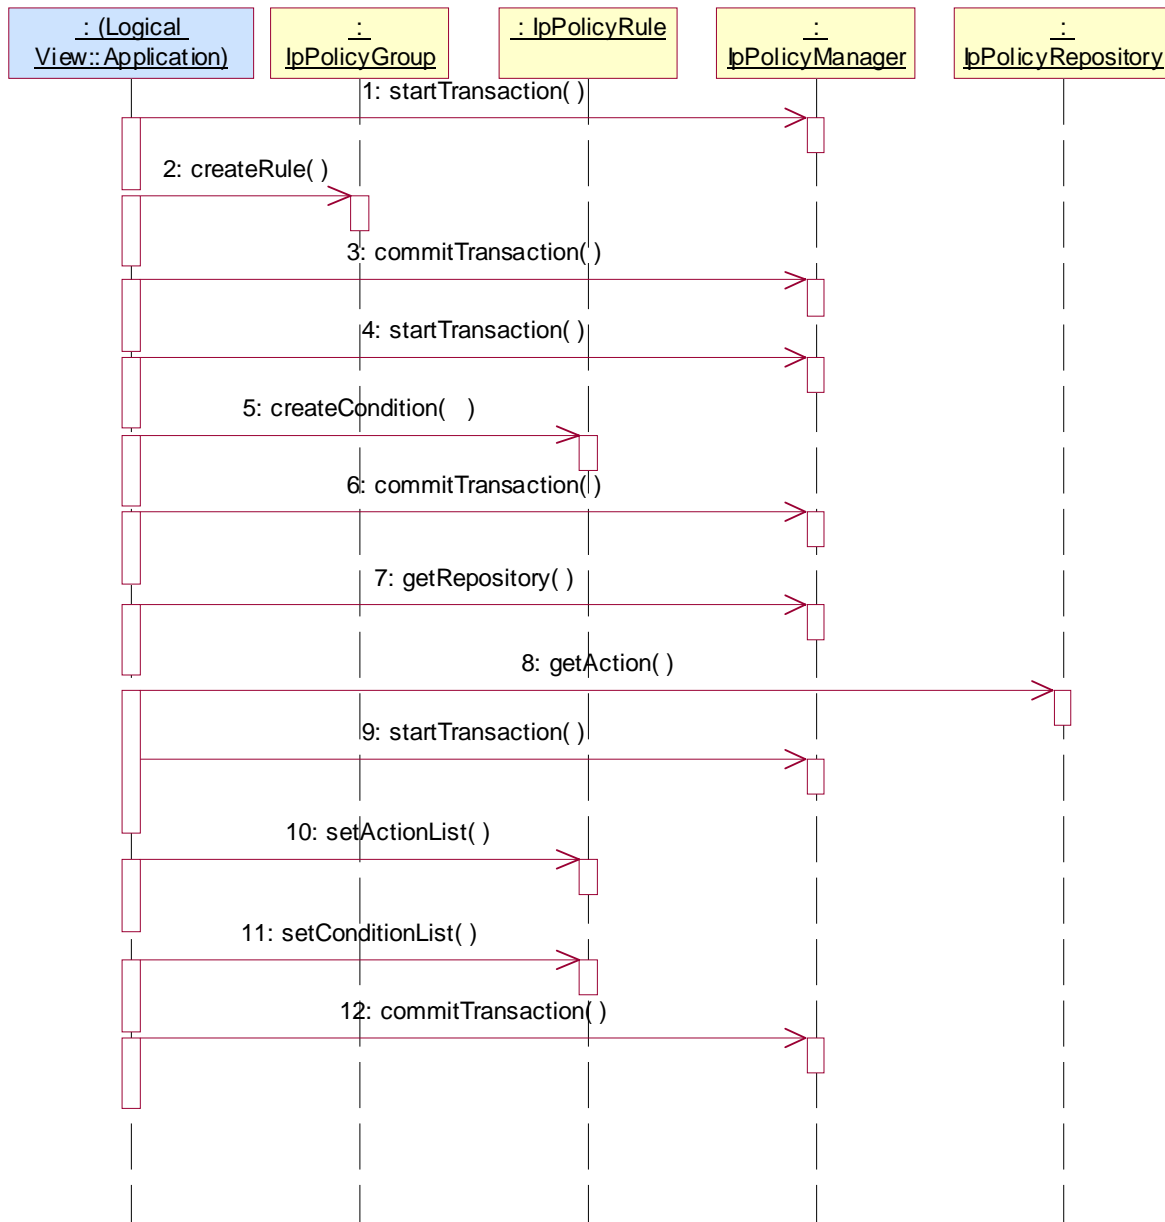 : (Logical
View::Application)
:
IpPolicyGroup
: IpPolicyRule
:
IpPolicyManager
:
IpPolicyRepository
1: startTransaction( )
2: createRule( )
3: commitTransaction( )
4: startTransaction( )
5: createCondition(   )
6: commitTransaction( )
7: getRepository( )
8: getAction( )
9: startTransaction( )
10: setActionList( )
11: setConditionList( )
12: commitTransaction( )